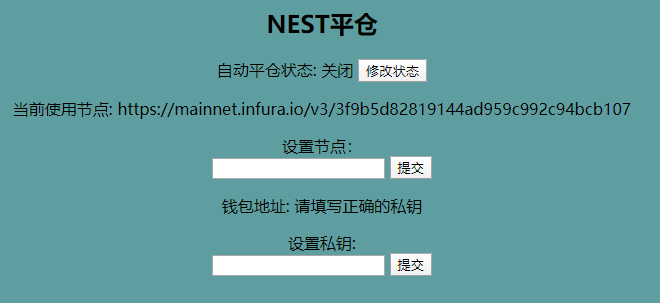 NEST平仓
自动平仓状态: 关闭 修改状态
当前使用节点: https://mainnet.infura.io/v3/3f9b5d82819144ad959c992c94bcb107
设置节点：
提交
钱包地址: 请填写正确的私钥
设置私钥:
提交